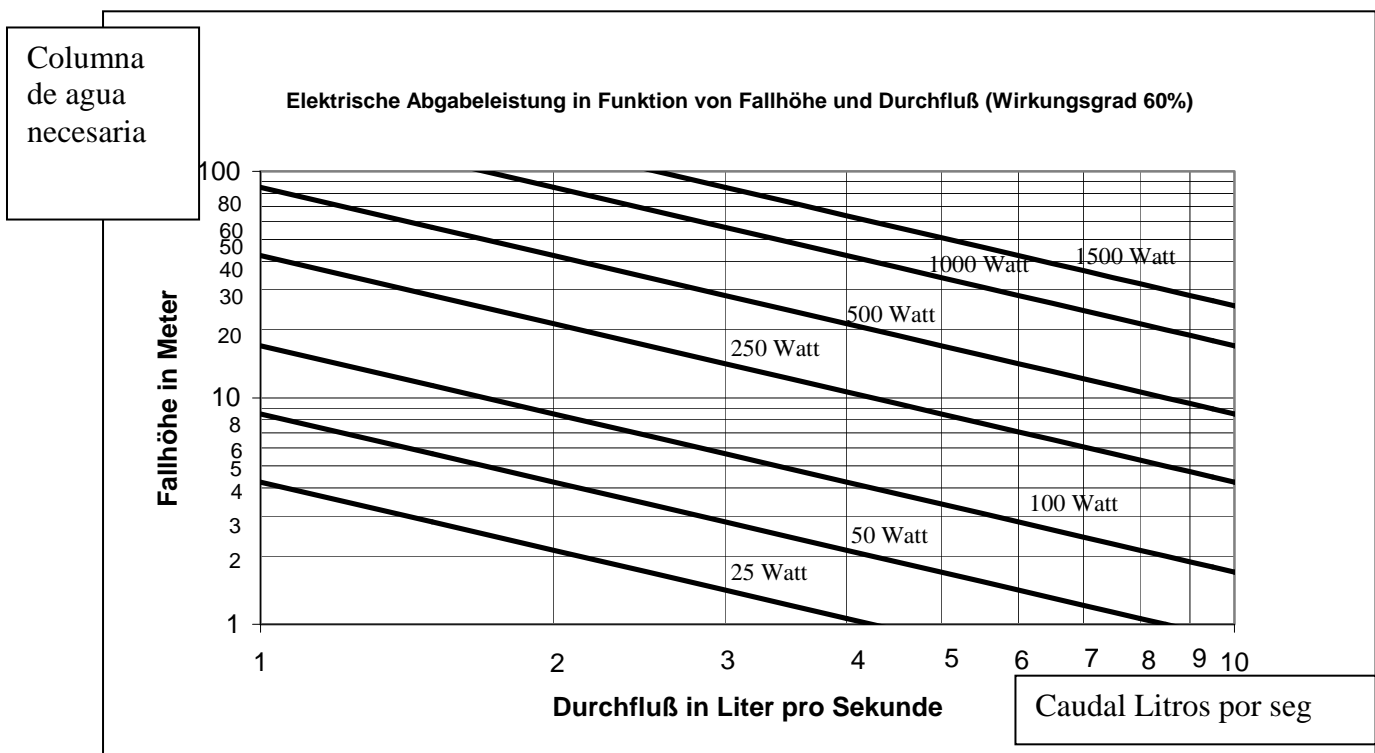 Columna
de agua
necesaria
Elektrische Abgabeleistung in Funktion von Fallhöhe und Durchfluß (Wirkungsgrad 60%)
Fallhöhe in Meter
100
80
60
50
40
30
20
10
8
6
5
4
3
2
1
1500 Watt
1000 Watt
500 Watt
250 Watt
100 Watt
50 Watt
25 Watt
1 2 3 4 5 6 7 8 9 10
Durchfluß in Liter pro Sekunde
Caudal Litros por seg